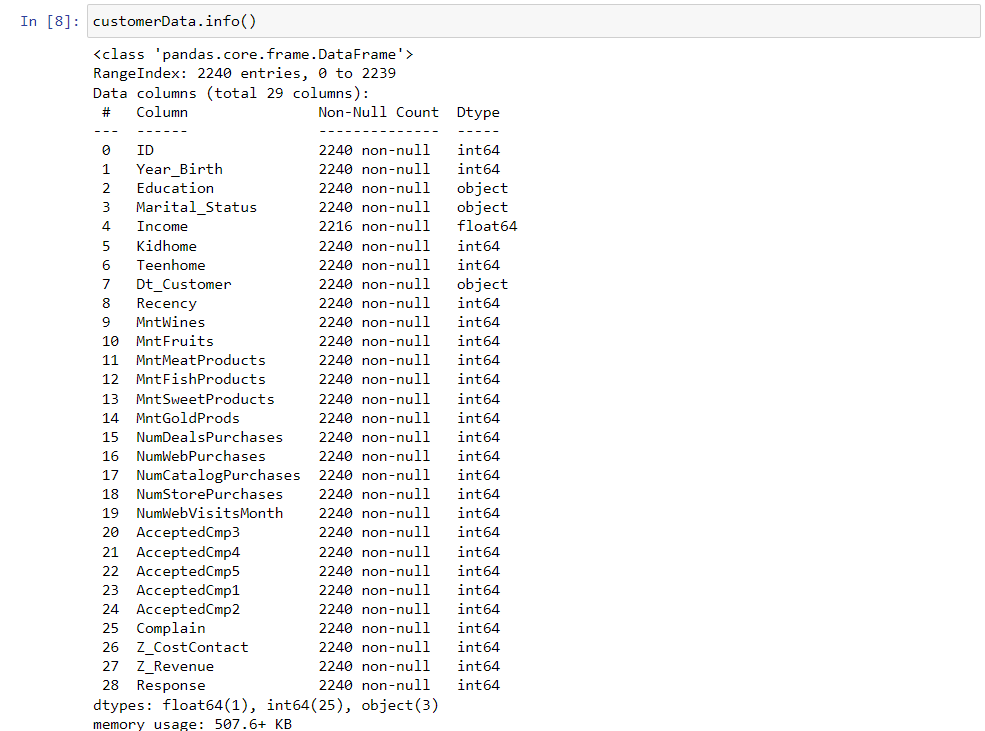 In [8]: customerData.info()
<class 'pandas.core.frame.DataFrame'>
RangeIndex: 2240 entries, 0 to 2239
Data columns (total 29 columns):
 #   Column               Non-Null Count  Dtype
---  ------               --------------  -----
 0   ID                   2240 non-null   int64
 1   Year_Birth           2240 non-null   int64
 2   Education            2240 non-null   object
 3   Marital_Status       2240 non-null   object
 4   Income               2216 non-null   float64
 5   Kidhome              2240 non-null   int64
 6   Teenhome             2240 non-null   int64
 7   Dt_Customer          2240 non-null   object
 8   Recency              2240 non-null   int64
 9   MntWines             2240 non-null   int64
 10  MntFruits            2240 non-null   int64
 11  MntMeatProducts      2240 non-null   int64
 12  MntFishProducts      2240 non-null   int64
 13  MntSweetProducts     2240 non-null   int64
 14  MntGoldProds         2240 non-null   int64
 15  NumDealsPurchases    2240 non-null   int64
 16  NumWebPurchases      2240 non-null   int64
 17  NumCatalogPurchases  2240 non-null   int64
 18  NumStorePurchases    2240 non-null   int64
 19  NumWebVisitsMonth    2240 non-null   int64
 20  AcceptedCmp3         2240 non-null   int64
 21  AcceptedCmp4         2240 non-null   int64
 22  AcceptedCmp5         2240 non-null   int64
 23  AcceptedCmp1         2240 non-null   int64
 24  AcceptedCmp2         2240 non-null   int64
 25  Complain             2240 non-null   int64
 26  Z_CostContact        2240 non-null   int64
 27  Z_Revenue            2240 non-null   int64
 28  Response             2240 non-null   int64
dtypes: float64(1), int64(25), object(3)
memory usage: 507.6+ KB